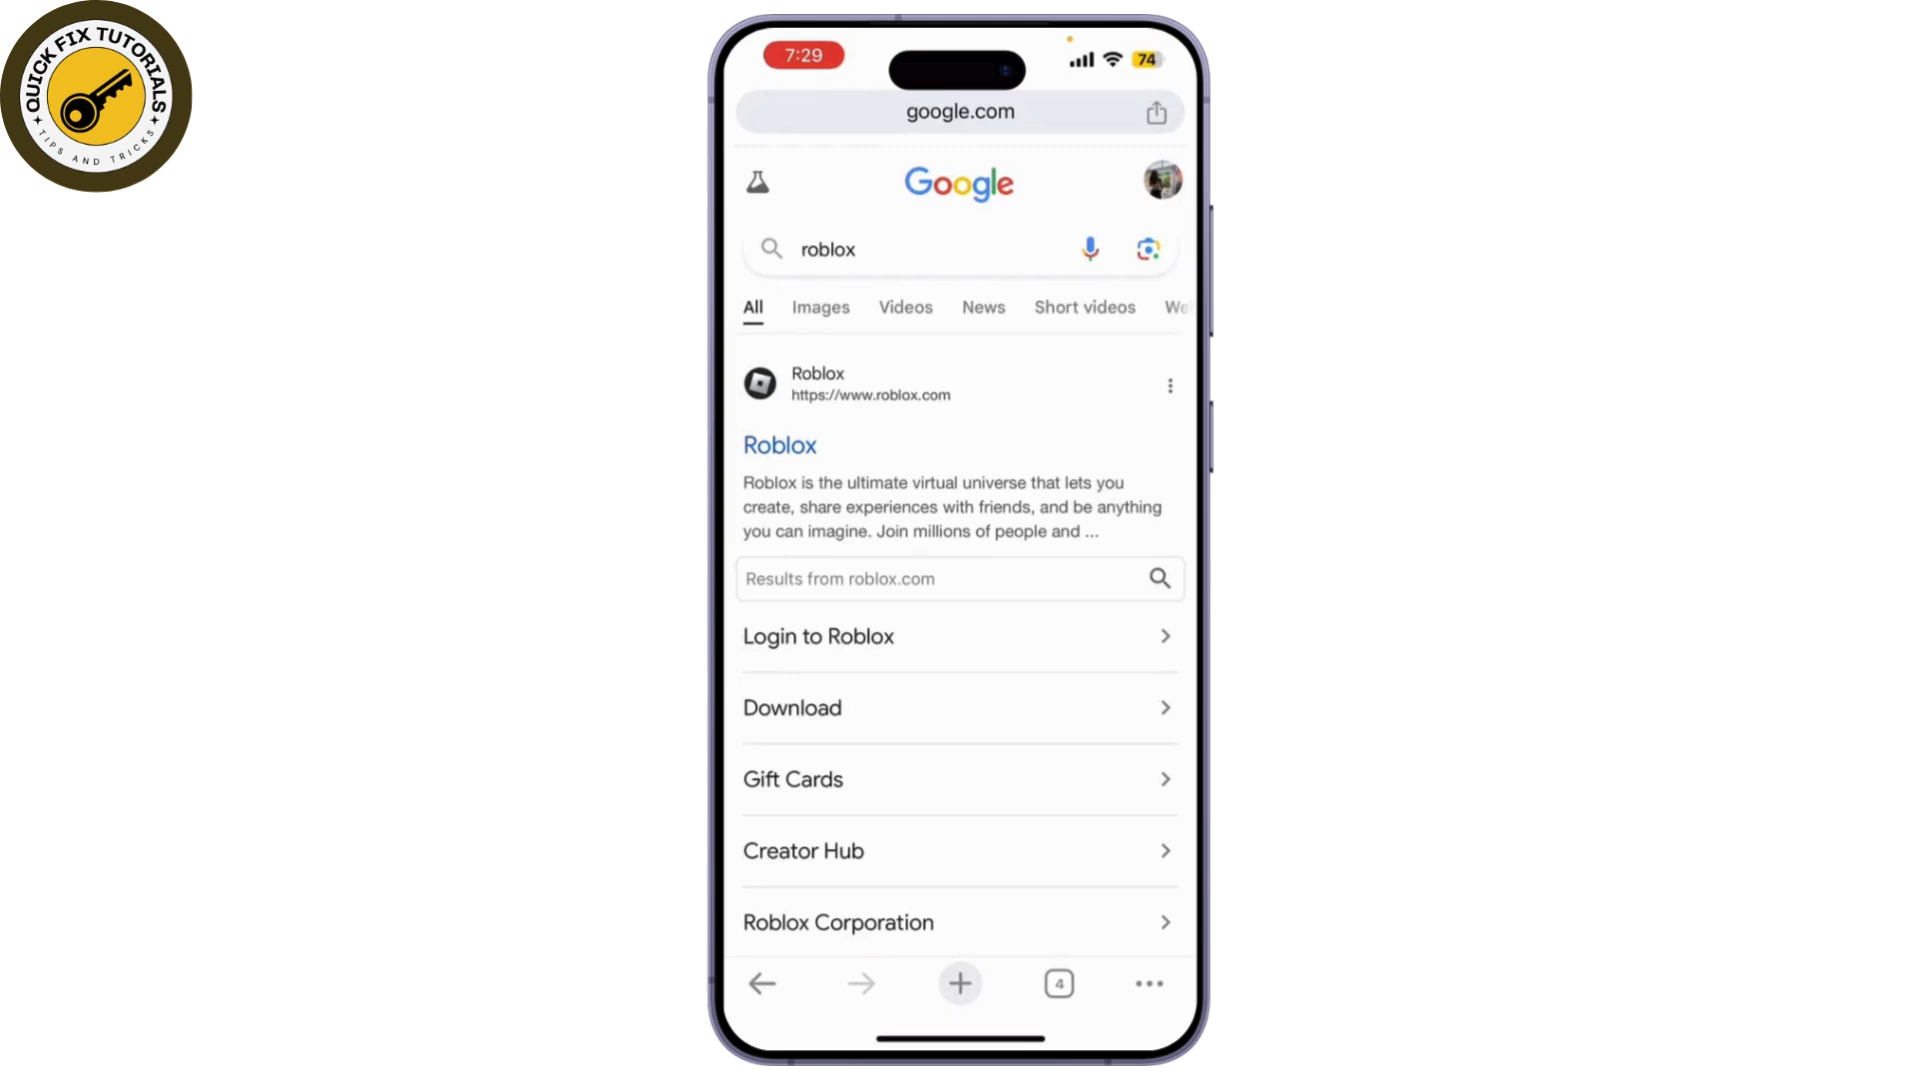 QUICK FIX TUTORIALS
TIPS AND TRICKS
7:29
74
google.com
Google
roblox
All Images Videos News Short videos We
Roblox
https://www.roblox.com
Roblox
Roblox is the ultimate virtual universe that lets you
create, share experiences with friends, and be anything
you can imagine. Join millions of people and ...
Results from roblox.com
Login to Roblox
Download
Gift Cards
Creator Hub
Roblox Corporation
4